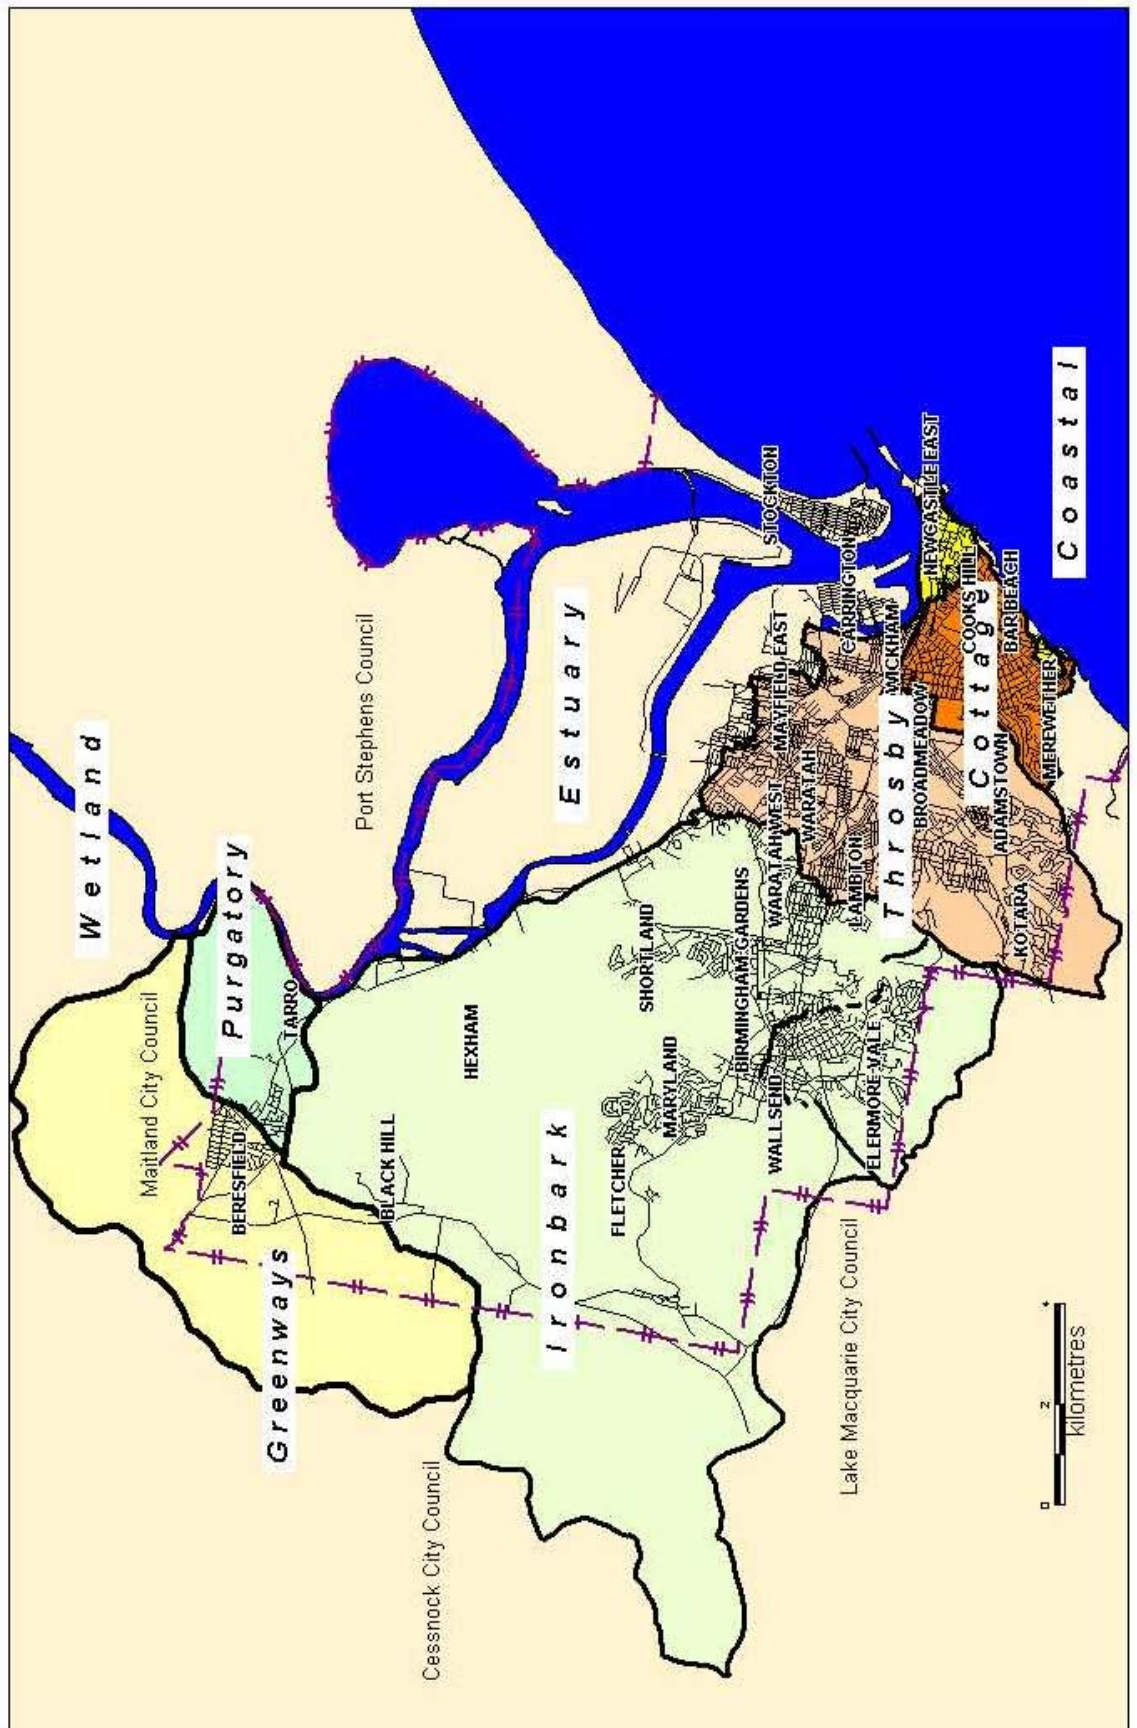 Wetland
Maitland City Council
Purgatory
BERESFIELD
Greenways
TARRO
Port Stephens Council
BLACK HILL
Cessnock City Council
HEXHAM
Ironbark
Estuary
FLETCHER
SHORTLAND
MARYLAND
BIRMINGHAM GARDENS
WALLSEND
WARATAH WEST
MAYFIELD EAST
STOCKTON
WARATAH
Lake Macquarie City Council
LAMBTON
CARRINGTON
ELERMORE VALE
Throsby
WICKHAM
BROADMEADOW
NEWCASTLE EAST
COOKS HILL
Cottage
ADAMSTOWN
BAR BEACH
KOTARA
MEREWETHER
Coastal
0 2 4
kilometres